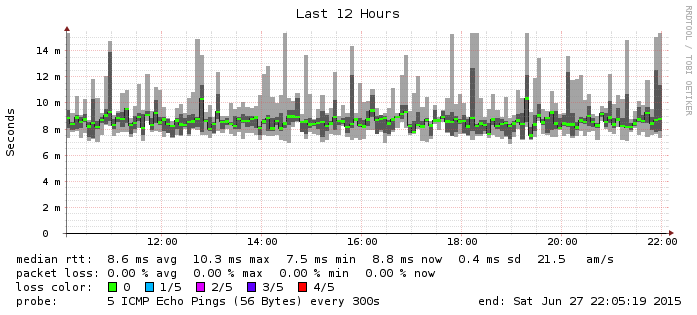 Last 12 Hours
RRDTOOL / TOBI OETIKER
Seconds
14 m
12 m
10 m
8 m
6 m
4 m
2 m
0
12:00 14:00 16:00 18:00 20:00 22:00
median rtt: 8.6 ms avg 10.3 ms max 7.5 ms min 8.8 ms now 0.4 ms sd 21.5 am/s
packet loss: 0.00 % avg 0.00 % max 0.00 % min 0.00 % now
loss color: 0 1/5 2/5 3/5 4/5
probe: 5 ICMP Echo Pings (56 Bytes) every 300s end: Sat Jun 27 22:05:19 2015